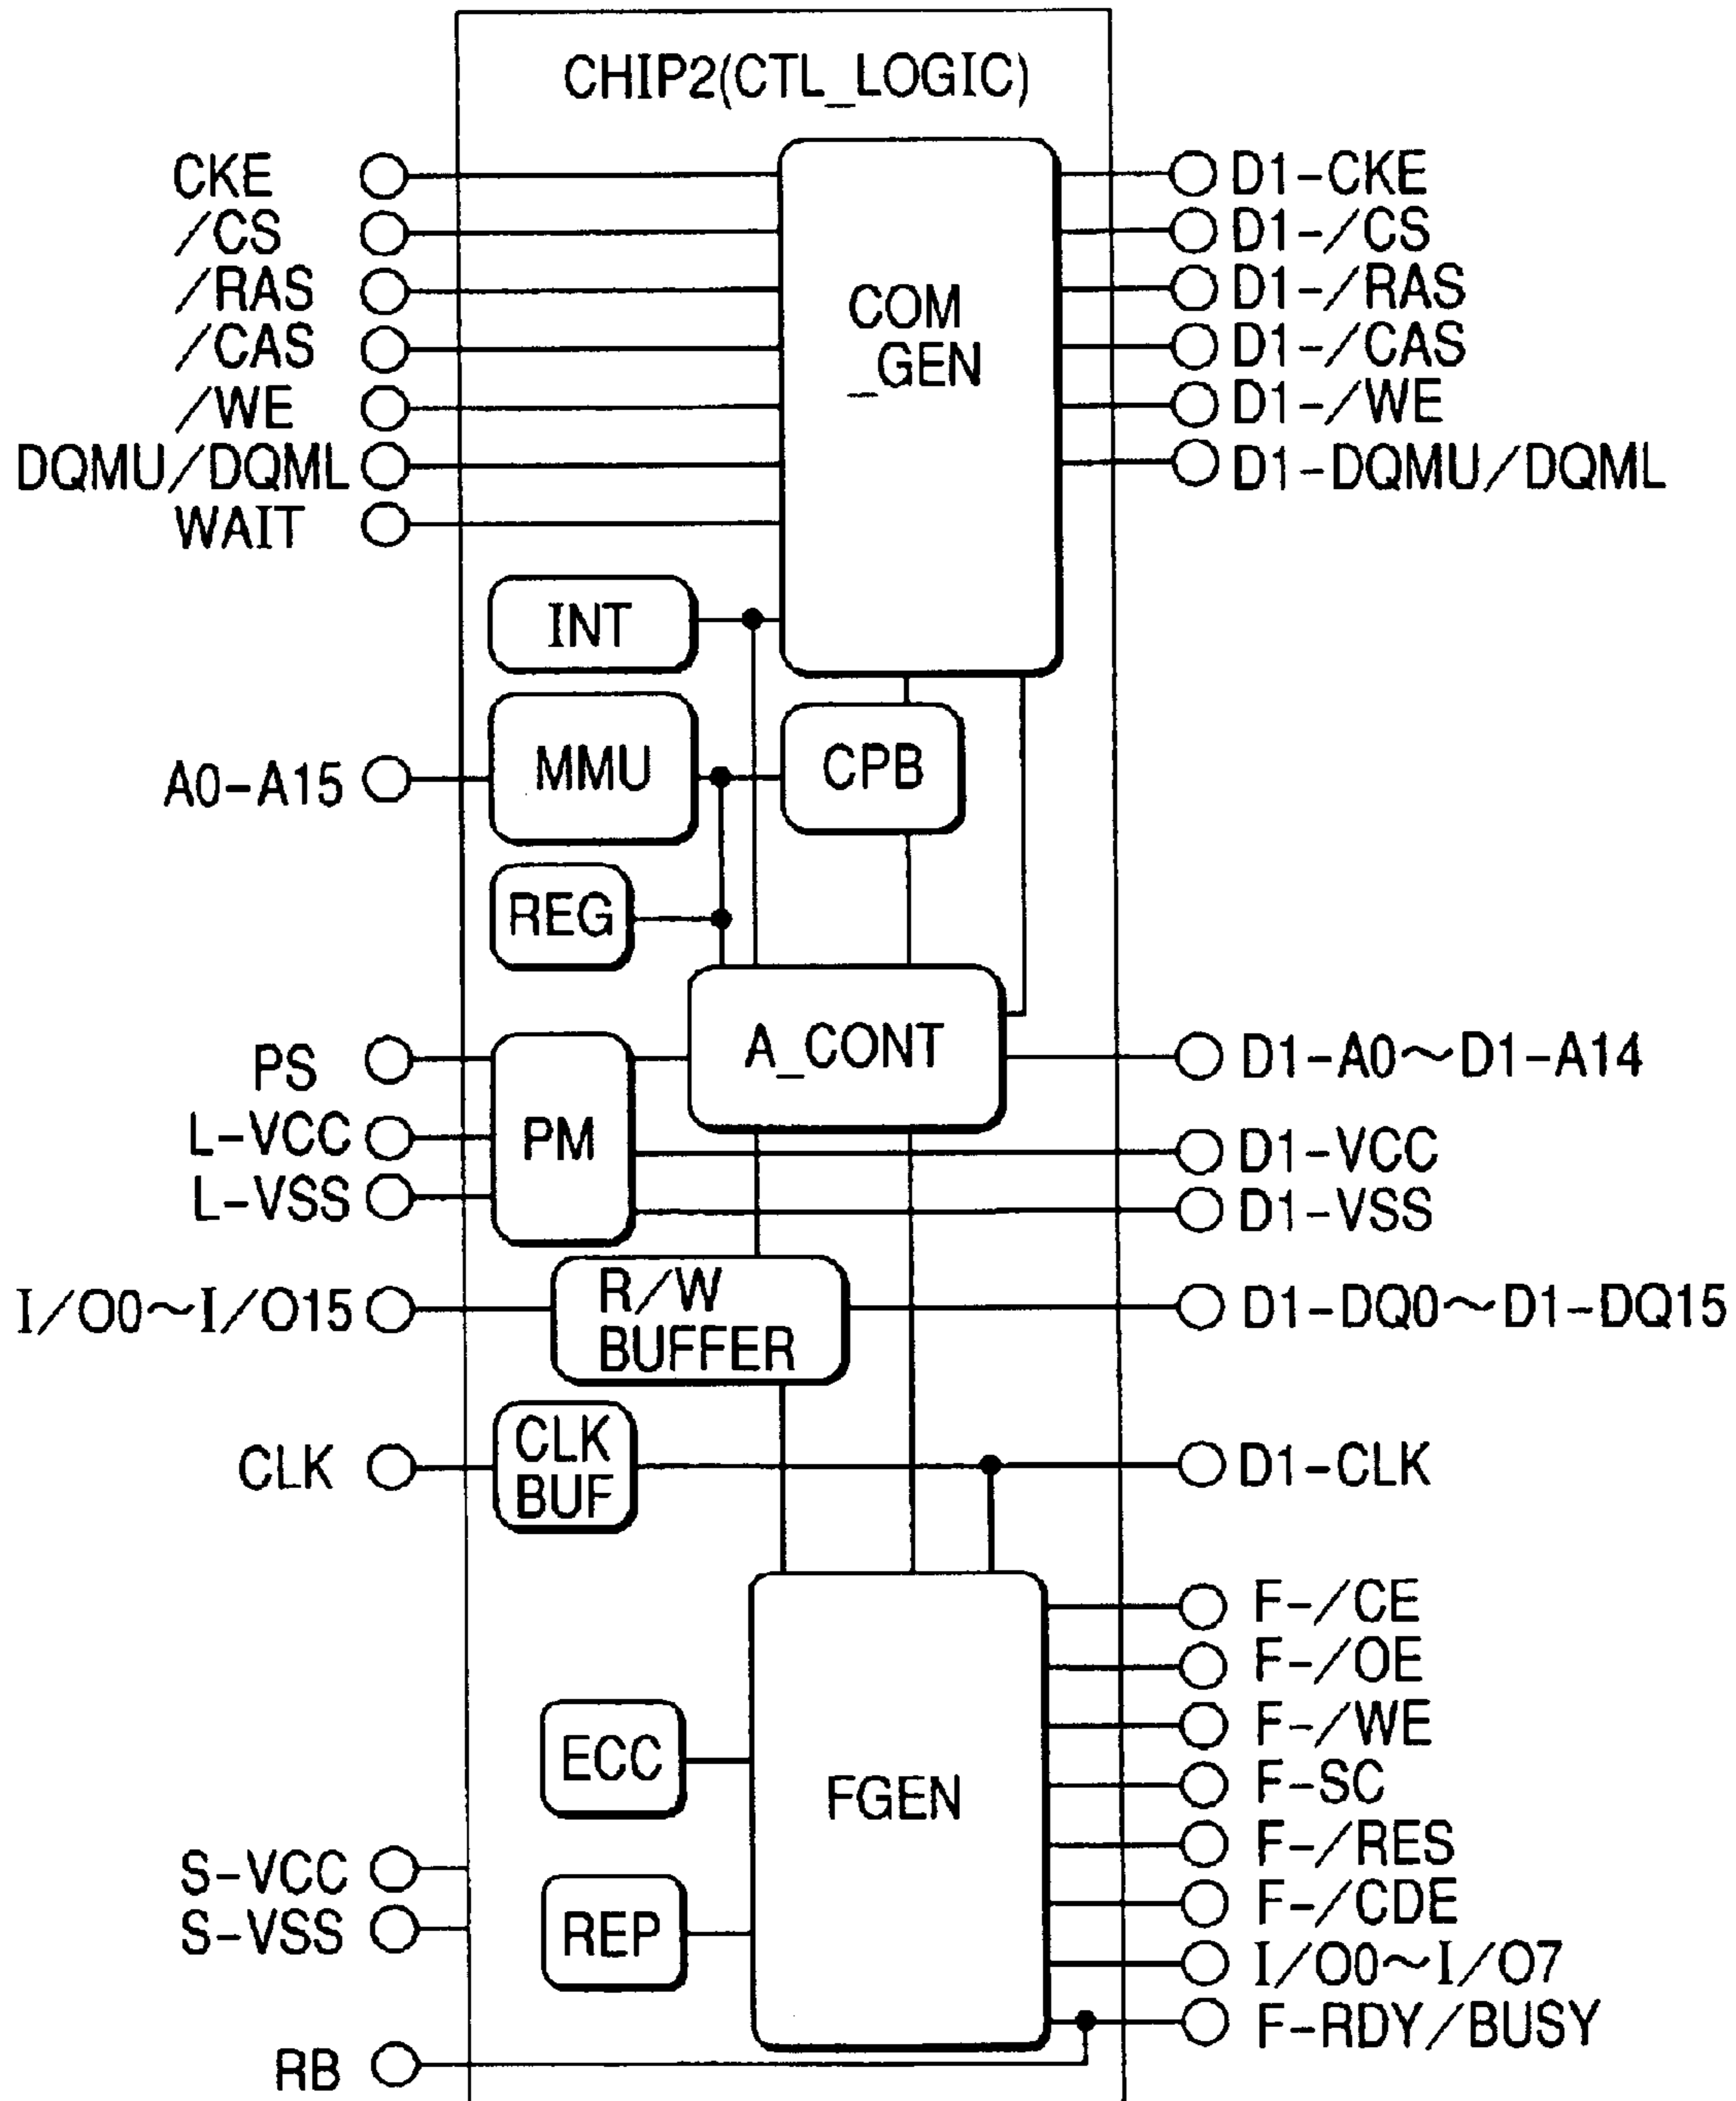 CHIP2(CTL_LOGIC)
CKE
/CS
/RAS
/CAS
/WE
DQMU/DQML
WAIT
COM
_GEN
D1-CKE
D1-/CS
D1-/RAS
D1-/CAS
D1-/WE
D1-DQMU/DQML
INT
A0-A15
MMU
CPB
REG
PS
L-VCC
L-VSS
PM
A_CONT
D1-A0~D1-A14
D1-VCC
D1-VSS
I/O0~I/O15
R/W
BUFFER
D1-DQ0~D1-DQ15
CLK
CLK
BUF
D1-CLK
ECC
REP
FGEN
F-/CE
F-/OE
F-/WE
F-SC
F-/RES
F-/CDE
I/O0~I/O7
F-RDY/BUSY
S-VCC
S-VSS
RB